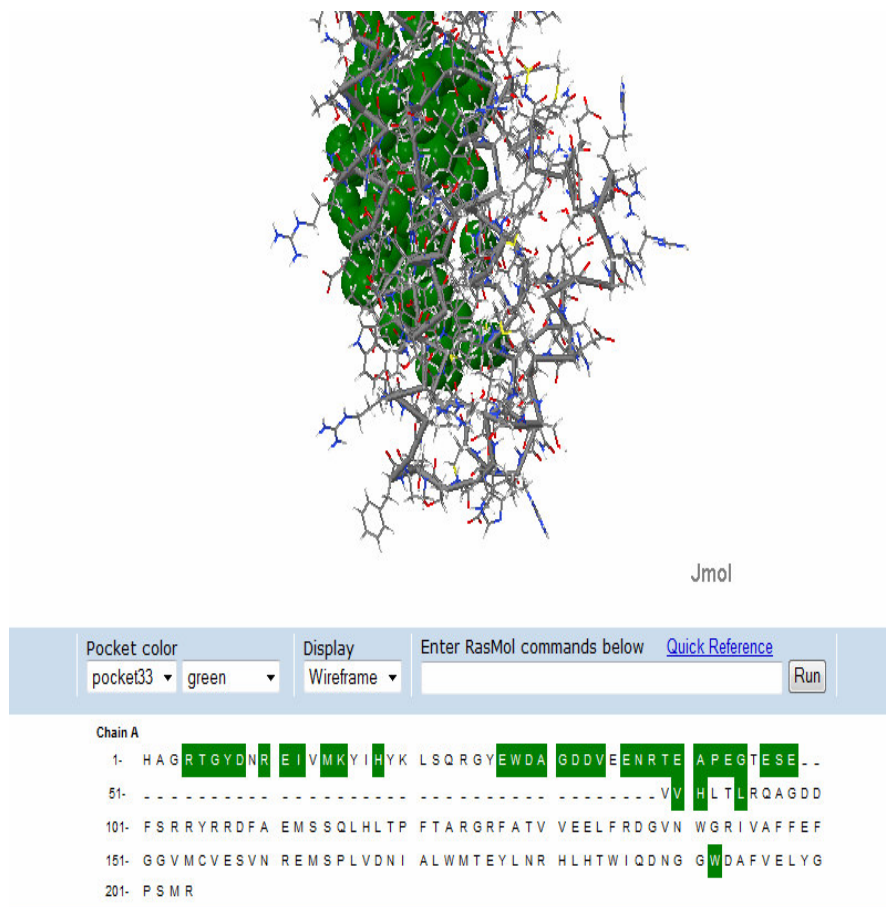 Jmol
Pocket color Display Enter RasMol commands below Quick Reference
pocket33 green Wireframe Run
Chain A
1- H A G R T G Y D N R E I V M K Y I H Y K L S Q R G Y E W D A G D D V E E N R T E A P E G T E S E _ _
51- _ _ _ _ _ _ _ _ _ _ _ _ _ _ _ _ _ _ _ _ _ _ _ _ _ _ _ _ _ _ _ _ _ _ _ _ _ _ V V H L T L R Q A G D D
101- F S R R Y R R D F A E M S S Q L H L T P F T A R G R F A T V V E E L F R D G V N W G R I V A F F E F
151- G G V M C V E S V N R E M S P L V D N I A L W M T E Y L N R H L H T W I Q D N G G W D A F V E L Y G
201- P S M R